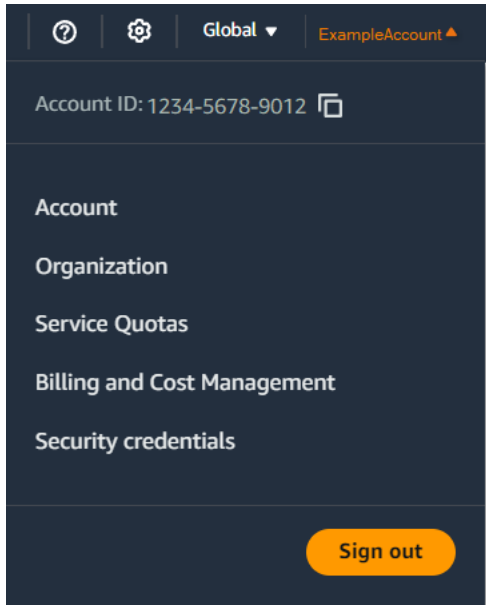 Global ExampleAccount
Account ID: 1234-5678-9012
Account
Organization
Service Quotas
Billing and Cost Management
Security credentials
Sign out